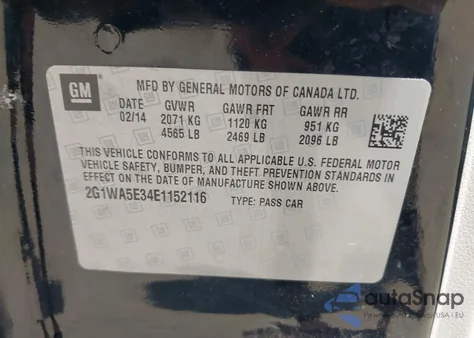 GM
MFD BY GENERAL MOTORS OF CANADA LTD.
DATE GVWR GAWR FRT GAWR RR
02/14 2071 KG 1120 KG 951 KG
4565 LB 2469 LB 2096 LB
THIS VEHICLE CONFORMS TO ALL APPLICABLE U.S. FEDERAL MOTOR
VEHICLE SAFETY, BUMPER, AND THEFT PREVENTION STANDARDS IN
EFFECT ON THE DATE OF MANUFACTURE SHOWN ABOVE.
2G1WA5E34E1152116 TYPE: PASS CAR
autoSnap